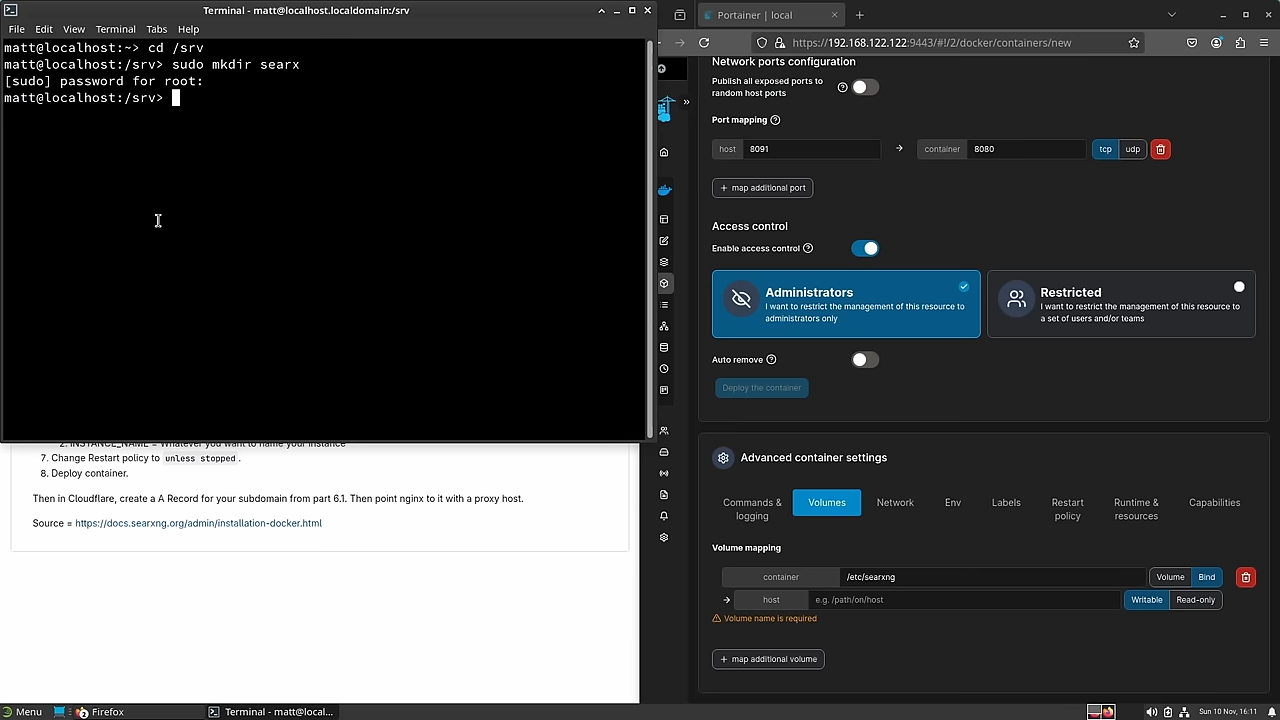 Terminal - matt@localhost.localdomain:/srv
File Edit View Terminal Tabs Help
matt@localhost:~> cd /srv
matt@localhost:/srv> sudo mkdir searx
[sudo] password for root:
matt@localhost:/srv>
7. Change Restart policy to unless stopped .
8. Deploy container.
Then in Cloudflare, create a A Record for your subdomain from part 6.1. Then point nginx to it with a proxy host.
Source = https://docs.searxng.org/admin/installation-docker.html
Portainer | local
https://192.168.122.122:9443/#!/2/docker/containers/new
Network ports configuration
Publish all exposed ports to
random host ports
Port mapping
host 8091 → container 8080 tcp udp
+ map additional port
Access control
Enable access control
Administrators
I want to restrict the management of this resource to
administrators only
Restricted
I want to restrict the management of this resource to
a set of users and/or teams
Auto remove
Deploy the container
Advanced container settings
Commands &
logging
Volumes
Network
Env
Labels
Restart
policy
Runtime &
resources
Capabilities
Volume mapping
container /etc/searxng Volume Bind
→ host e.g. /path/on/host Writable Read-only
Volume name is required
+ map additional volume
Menu Firefox Terminal - matt@local... Sun 10 Nov, 16:11